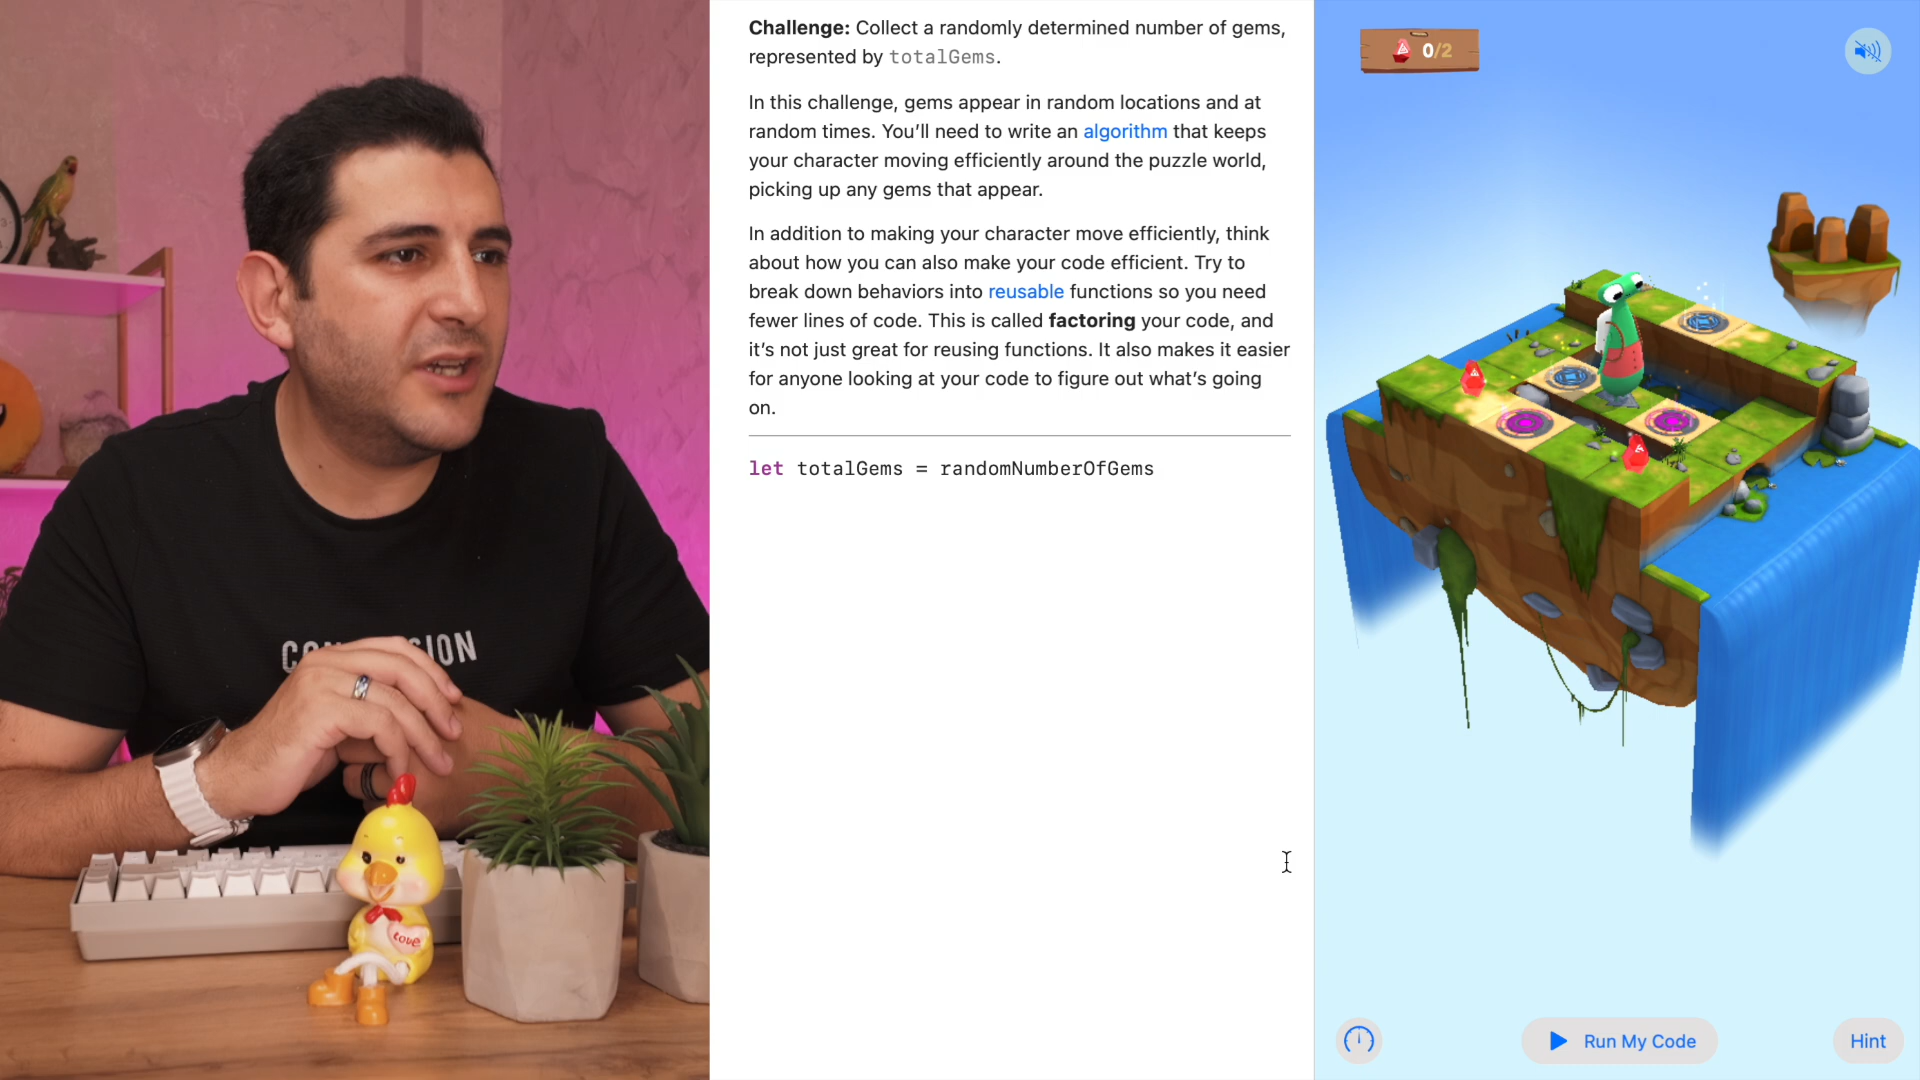 Challenge: Collect a randomly determined number of gems,
represented by totalGems.
In this challenge, gems appear in random locations and at
random times. You’ll need to write an algorithm that keeps
your character moving efficiently around the puzzle world,
picking up any gems that appear.
In addition to making your character move efficiently, think
about how you can also make your code efficient. Try to
break down behaviors into reusable functions so you need
fewer lines of code. This is called factoring your code, and
it’s not just great for reusing functions. It also makes it easier
for anyone looking at your code to figure out what’s going
on.
let totalGems = randomNumberOfGems
0/2
Run My Code
Hint
LOVE